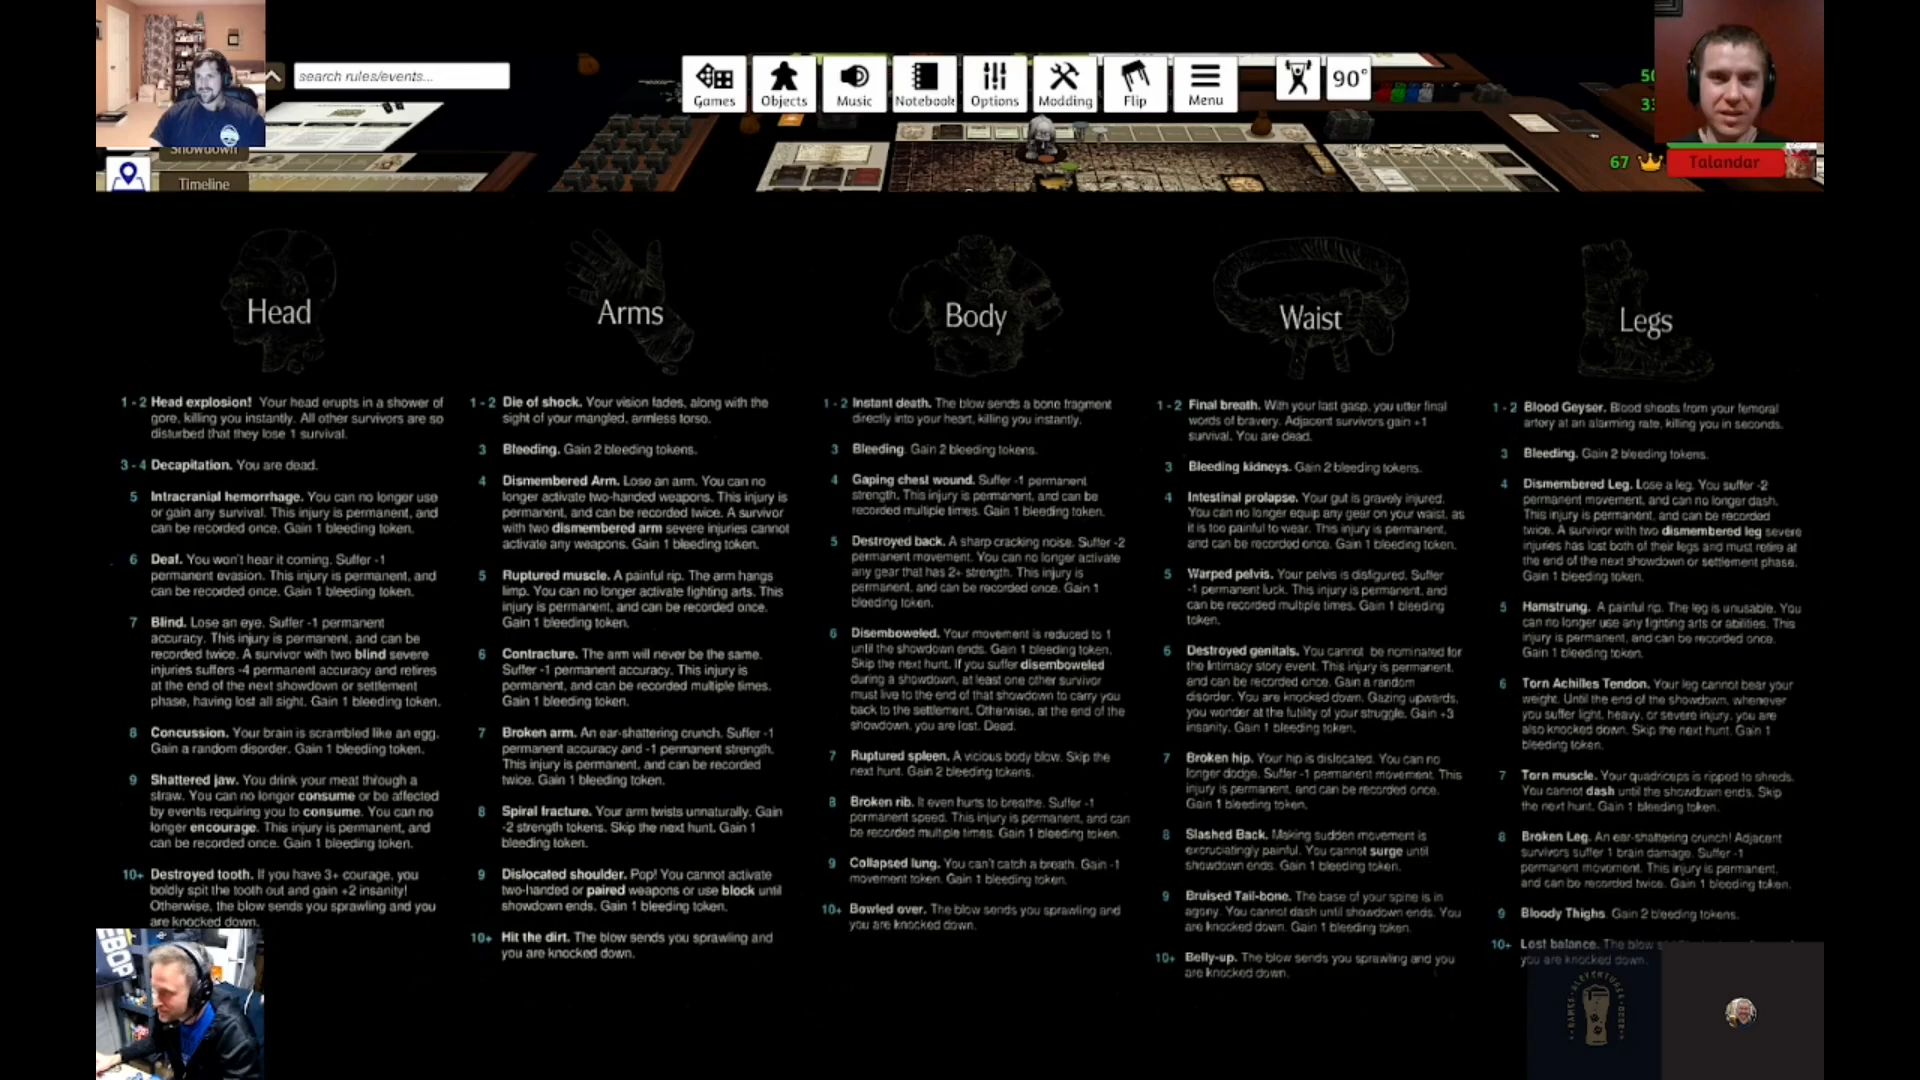 search rules/events...
Games
Objects
Music
Notebook
Options
Modding
Flip
Menu
90°
Showdown
Timeline
67
Talandar
Head
1 - 2 Head explosion! Your head erupts in a shower of
gore, killing you instantly. All other survivors are so
disturbed that they lose 1 survival.
3 - 4 Decapitation. You are dead.
5 Intracranial hemorrhage. You can no longer use
or gain any survival. This injury is permanent, and
can be recorded once. Gain 1 bleeding token.
6 Deaf. You won't hear it coming. Suffer -1
permanent evasion. This injury is permanent, and
can be recorded once. Gain 1 bleeding token.
7 Blind. Lose an eye. Suffer -1 permanent
accuracy. This injury is permanent, and can be
recorded twice. A survivor with two blind severe
injuries suffers -4 permanent accuracy and retires
at the end of the next showdown or settlement
phase, having lost all sight. Gain 1 bleeding token.
8 Concussion. Your brain is scrambled like an egg.
Gain a random disorder. Gain 1 bleeding token.
9 Shattered jaw. You drink your meat through a
straw. You can no longer consume or be affected
by events requiring you to consume. You can no
longer encourage. This injury is permanent, and
can be recorded once. Gain 1 bleeding token.
10+ Destroyed tooth. If you have 3+ courage, you
boldly spit the tooth out and gain +2 insanity!
Otherwise, the blow sends you sprawling and you
are knocked down.
Arms
1 - 2 Die of shock. Your vision fades, along with the
sight of your mangled, armless torso.
3 Bleeding. Gain 2 bleeding tokens.
4 Dismembered Arm. Lose an arm. You can no
longer activate two-handed weapons. This injury is
permanent, and can be recorded twice. A survivor
with two dismembered arm severe injuries cannot
activate any weapons. Gain 1 bleeding token.
5 Ruptured muscle. A painful rip. The arm hangs
limp. You can no longer activate fighting arts. This
injury is permanent, and can be recorded once.
Gain 1 bleeding token.
6 Contracture. The arm will never be the same.
Suffer -1 permanent accuracy. This injury is
permanent, and can be recorded multiple times.
Gain 1 bleeding token.
7 Broken arm. An ear-shattering crunch. Suffer -1
permanent accuracy and -1 permanent strength.
This injury is permanent, and can be recorded
twice. Gain 1 bleeding token.
8 Spiral fracture. Your arm twists unnaturally. Gain
-2 strength tokens. Skip the next hunt. Gain 1
bleeding token.
9 Dislocated shoulder. Pop! You cannot activate
two-handed or paired weapons or use block until
showdown ends. Gain 1 bleeding token.
10+ Hit the dirt. The blow sends you sprawling and
you are knocked down.
Body
1 - 2 Instant death. The blow sends a bone fragment
directly into your heart, killing you instantly.
3 Bleeding. Gain 2 bleeding tokens.
4 Gaping chest wound. Suffer -1 permanent
strength. This injury is permanent, and can be
recorded multiple times. Gain 1 bleeding token.
5 Destroyed back. A sharp cracking noise. Suffer -2
permanent movement. You can no longer activate
any gear that has 2+ strength. This injury is
permanent, and can be recorded once. Gain 1
bleeding token.
6 Disemboweled. Your movement is reduced to 1
until the showdown ends. Gain 1 bleeding token.
Skip the next hunt. If you suffer disemboweled
during a showdown, at least one other survivor
must live to the end of that showdown to carry you
back to the settlement. Otherwise, at the end of the
showdown, you are lost. Dead.
7 Ruptured spleen. A vicious body blow. Skip the
next hunt. Gain 2 bleeding tokens.
8 Broken rib. It even hurts to breathe. Suffer -1
permanent speed. This injury is permanent, and can
be recorded multiple times. Gain 1 bleeding token.
9 Collapsed lung. You can't catch a breath. Gain -1
movement token. Gain 1 bleeding token.
10+ Bowled over. The blow sends you sprawling and
you are knocked down.
Waist
1 - 2 Final breath. With your last gasp, you utter final
words of bravery. Adjacent survivors gain +1
survival. You are dead.
3 Bleeding kidneys. Gain 2 bleeding tokens.
4 Intestinal prolapse. Your gut is gravely injured.
You can no longer equip any gear on your waist, as
it is too painful to wear. This injury is permanent,
and can be recorded once. Gain 1 bleeding token.
5 Warped pelvis. Your pelvis is disfigured. Suffer
-1 permanent luck. This injury is permanent, and
can be recorded multiple times. Gain 1 bleeding
token.
6 Destroyed genitals. You cannot be nominated for
the Intimacy story event. This injury is permanent,
and can be recorded once. Gain a random
disorder. You are knocked down. Gazing upwards,
you wonder at the futility of your struggle. Gain +3
insanity. Gain 1 bleeding token.
7 Broken hip. Your hip is dislocated. You can no
longer dodge. Suffer -1 permanent movement. This
injury is permanent, and can be recorded once.
Gain 1 bleeding token.
8 Slashed Back. Making sudden movement is
excruciatingly painful. You cannot surge until
showdown ends. Gain 1 bleeding token.
9 Bruised Tail-bone. The base of your spine is in
agony. You cannot dash until showdown ends. You
are knocked down. Gain 1 bleeding token.
10+ Belly-up. The blow sends you sprawling and you
are knocked down.
Legs
1 - 2 Blood Geyser. Blood shoots from your femoral
artery at an alarming rate, killing you in seconds.
3 Bleeding. Gain 2 bleeding tokens.
4 Dismembered Leg. Lose a leg. You suffer -2
permanent movement, and can no longer dash.
This injury is permanent, and can be recorded
twice. A survivor with two dismembered leg severe
injuries has lost both of their legs and must retire at
the end of the next showdown or settlement phase.
Gain 1 bleeding token.
5 Hamstrung. A painful rip. The leg is unusable. You
can no longer use any fighting arts or abilities. This
injury is permanent, and can be recorded once.
Gain 1 bleeding token.
6 Torn Achilles Tendon. Your leg cannot bear your
weight. Until the end of the showdown, whenever
you suffer light, heavy, or severe injury, you are
also knocked down. Skip the next hunt. Gain 1
bleeding token.
7 Torn muscle. Your quadriceps is ripped to shreds.
You cannot dash until the showdown ends. Skip
the next hunt. Gain 1 bleeding token.
8 Broken Leg. An ear-shattering crunch! Adjacent
survivors suffer 1 brain damage. Suffer -1
permanent movement. This injury is permanent,
and can be recorded twice. Gain 1 bleeding token.
9 Bloody Thighs. Gain 2 bleeding tokens.
10+ Lost balance. The blow
you are knocked down.